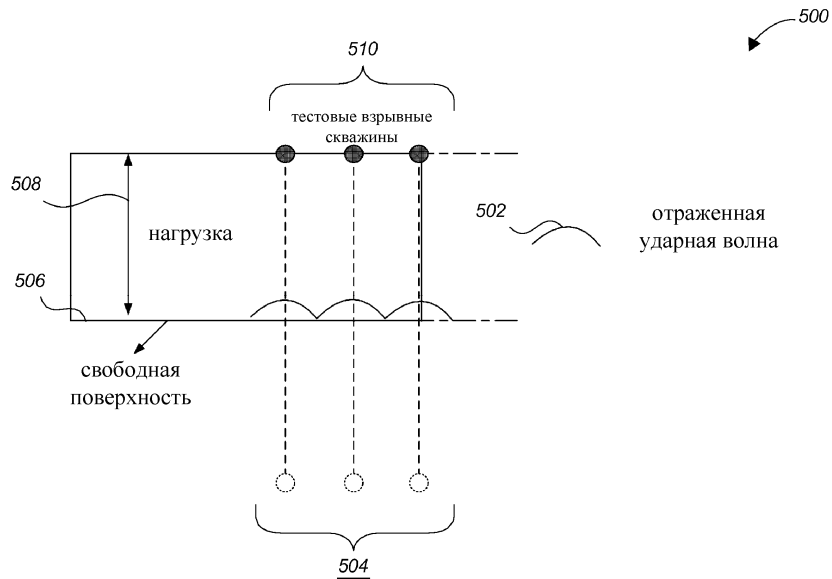 500
510
тестовые взрывные
скважины
508
502
отраженная
ударная волна
нагрузка
506
свободная
поверхность
504